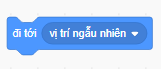 đi tới vị trí ngẫu nhiên